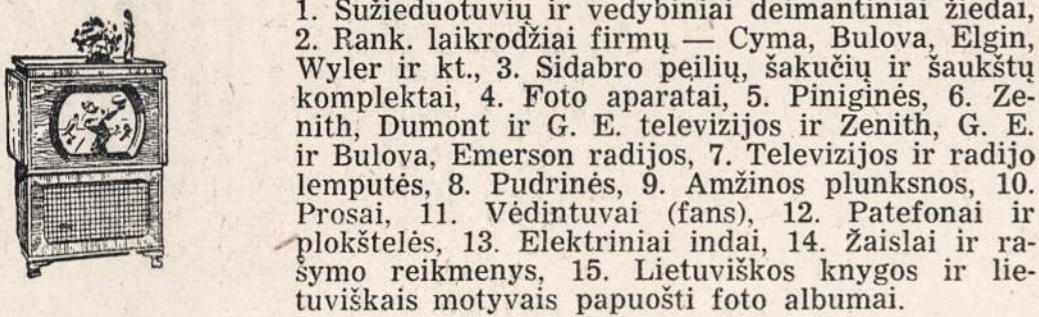 1. Sužieduotuvių ir vedybiniai deimantiniai žiedai,
2. Rank. laikrodžiai firmų — Cyma, Bulova, Elgin,
Wyler ir kt., 3. Sidabro peilių, šakučių ir šaukštų
komplektai, 4. Foto aparatai, 5. Piniginės, 6. Ze-
nith, Dumont ir G. E. televizijos ir Zenith, G. E.
ir Bulova, Emerson radijos, 7. Televizijos ir radijo
lemputės, 8. Pudrinės, 9. Amžinos plunksnos, 10.
Prosai, 11. Vėdintuvai (fans), 12. Patefonai ir
plokštelės, 13. Elektriniai indai, 14. Žaislai ir ra-
šymo reikmenys, 15. Lietuviškos knygos ir lie-
tuviškais motyvais papuošti foto albumai.